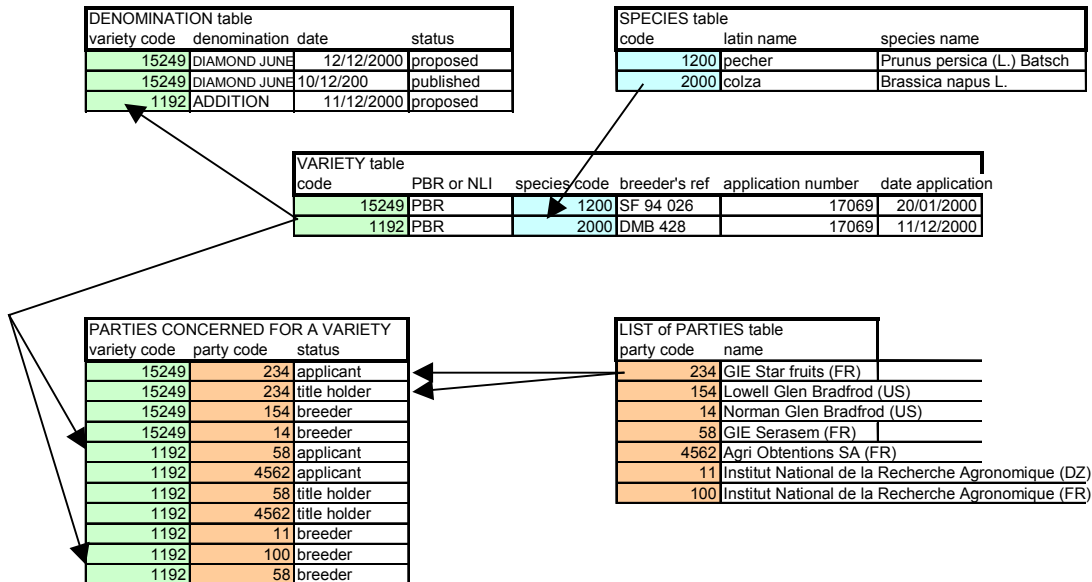 DENOMINATION table
variety code denomination date status
15249 DIAMOND JUNE 12/12/2000 proposed
15249 DIAMOND JUNE 10/12/200 published
1192 ADDITION 11/12/2000 proposed
SPECIES table
code latin name species name
1200 pecher Prunus persica (L.) Batsch
2000 colza Brassica napus L.
VARIETY table
code PBR or NLI species code breeder's ref application number date application
15249 PBR 1200 SF 94 026 17069 20/01/2000
1192 PBR 2000 DMB 428 17069 11/12/2000
PARTIES CONCERNED FOR A VARIETY
variety code party code status
15249 234 applicant
15249 234 title holder
15249 154 breeder
15249 14 breeder
1192 58 applicant
1192 4562 applicant
1192 58 title holder
1192 4562 title holder
1192 11 breeder
1192 100 breeder
1192 58 breeder
LIST of PARTIES table
party code name
234 GIE Star fruits (FR)
154 Lowell Glen Bradfrod (US)
14 Norman Glen Bradfrod (US)
58 GIE Serasem (FR)
4562 Agri Obtentions SA (FR)
11 Institut National de la Recherche Agronomique (DZ)
100 Institut National de la Recherche Agronomique (FR)